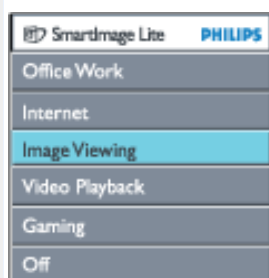 SmartImage Lite PHILIPS
Office Work
Internet
Image Viewing
Video Playback
Gaming
Off